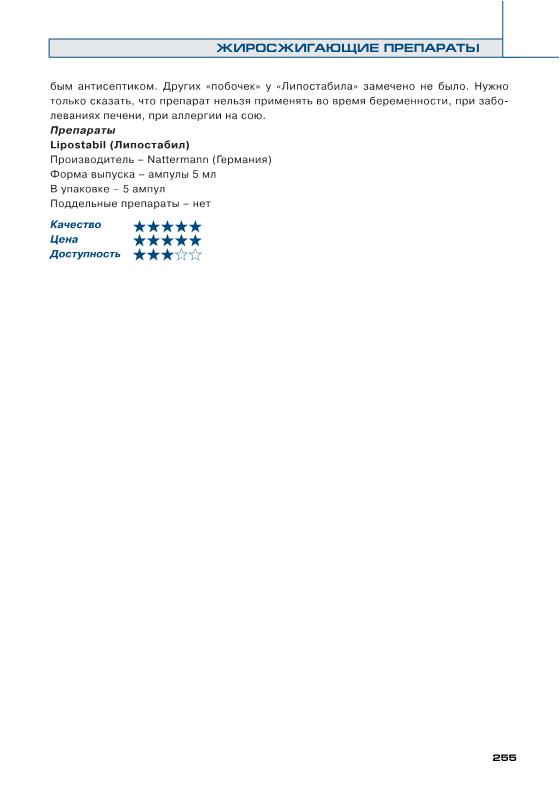 ЖИРОСЖИГАЮЩИЕ ПРЕПАРАТЫ
бым антисептиком. Других «побочек» у «Липостабила» замечено не было. Нужно
только сказать, что препарат нельзя применять во время беременности, при забо-
леваниях печени, при аллергии на сою.
Препараты
Lipostabil (Липостабил)
Производитель – Nattermann (Германия)
Форма выпуска – ампулы 5 мл
В упаковке – 5 ампул
Поддельные препараты – нет
Качество ★★★★★
Цена ★★★★★
Доступность ★★★☆☆
255